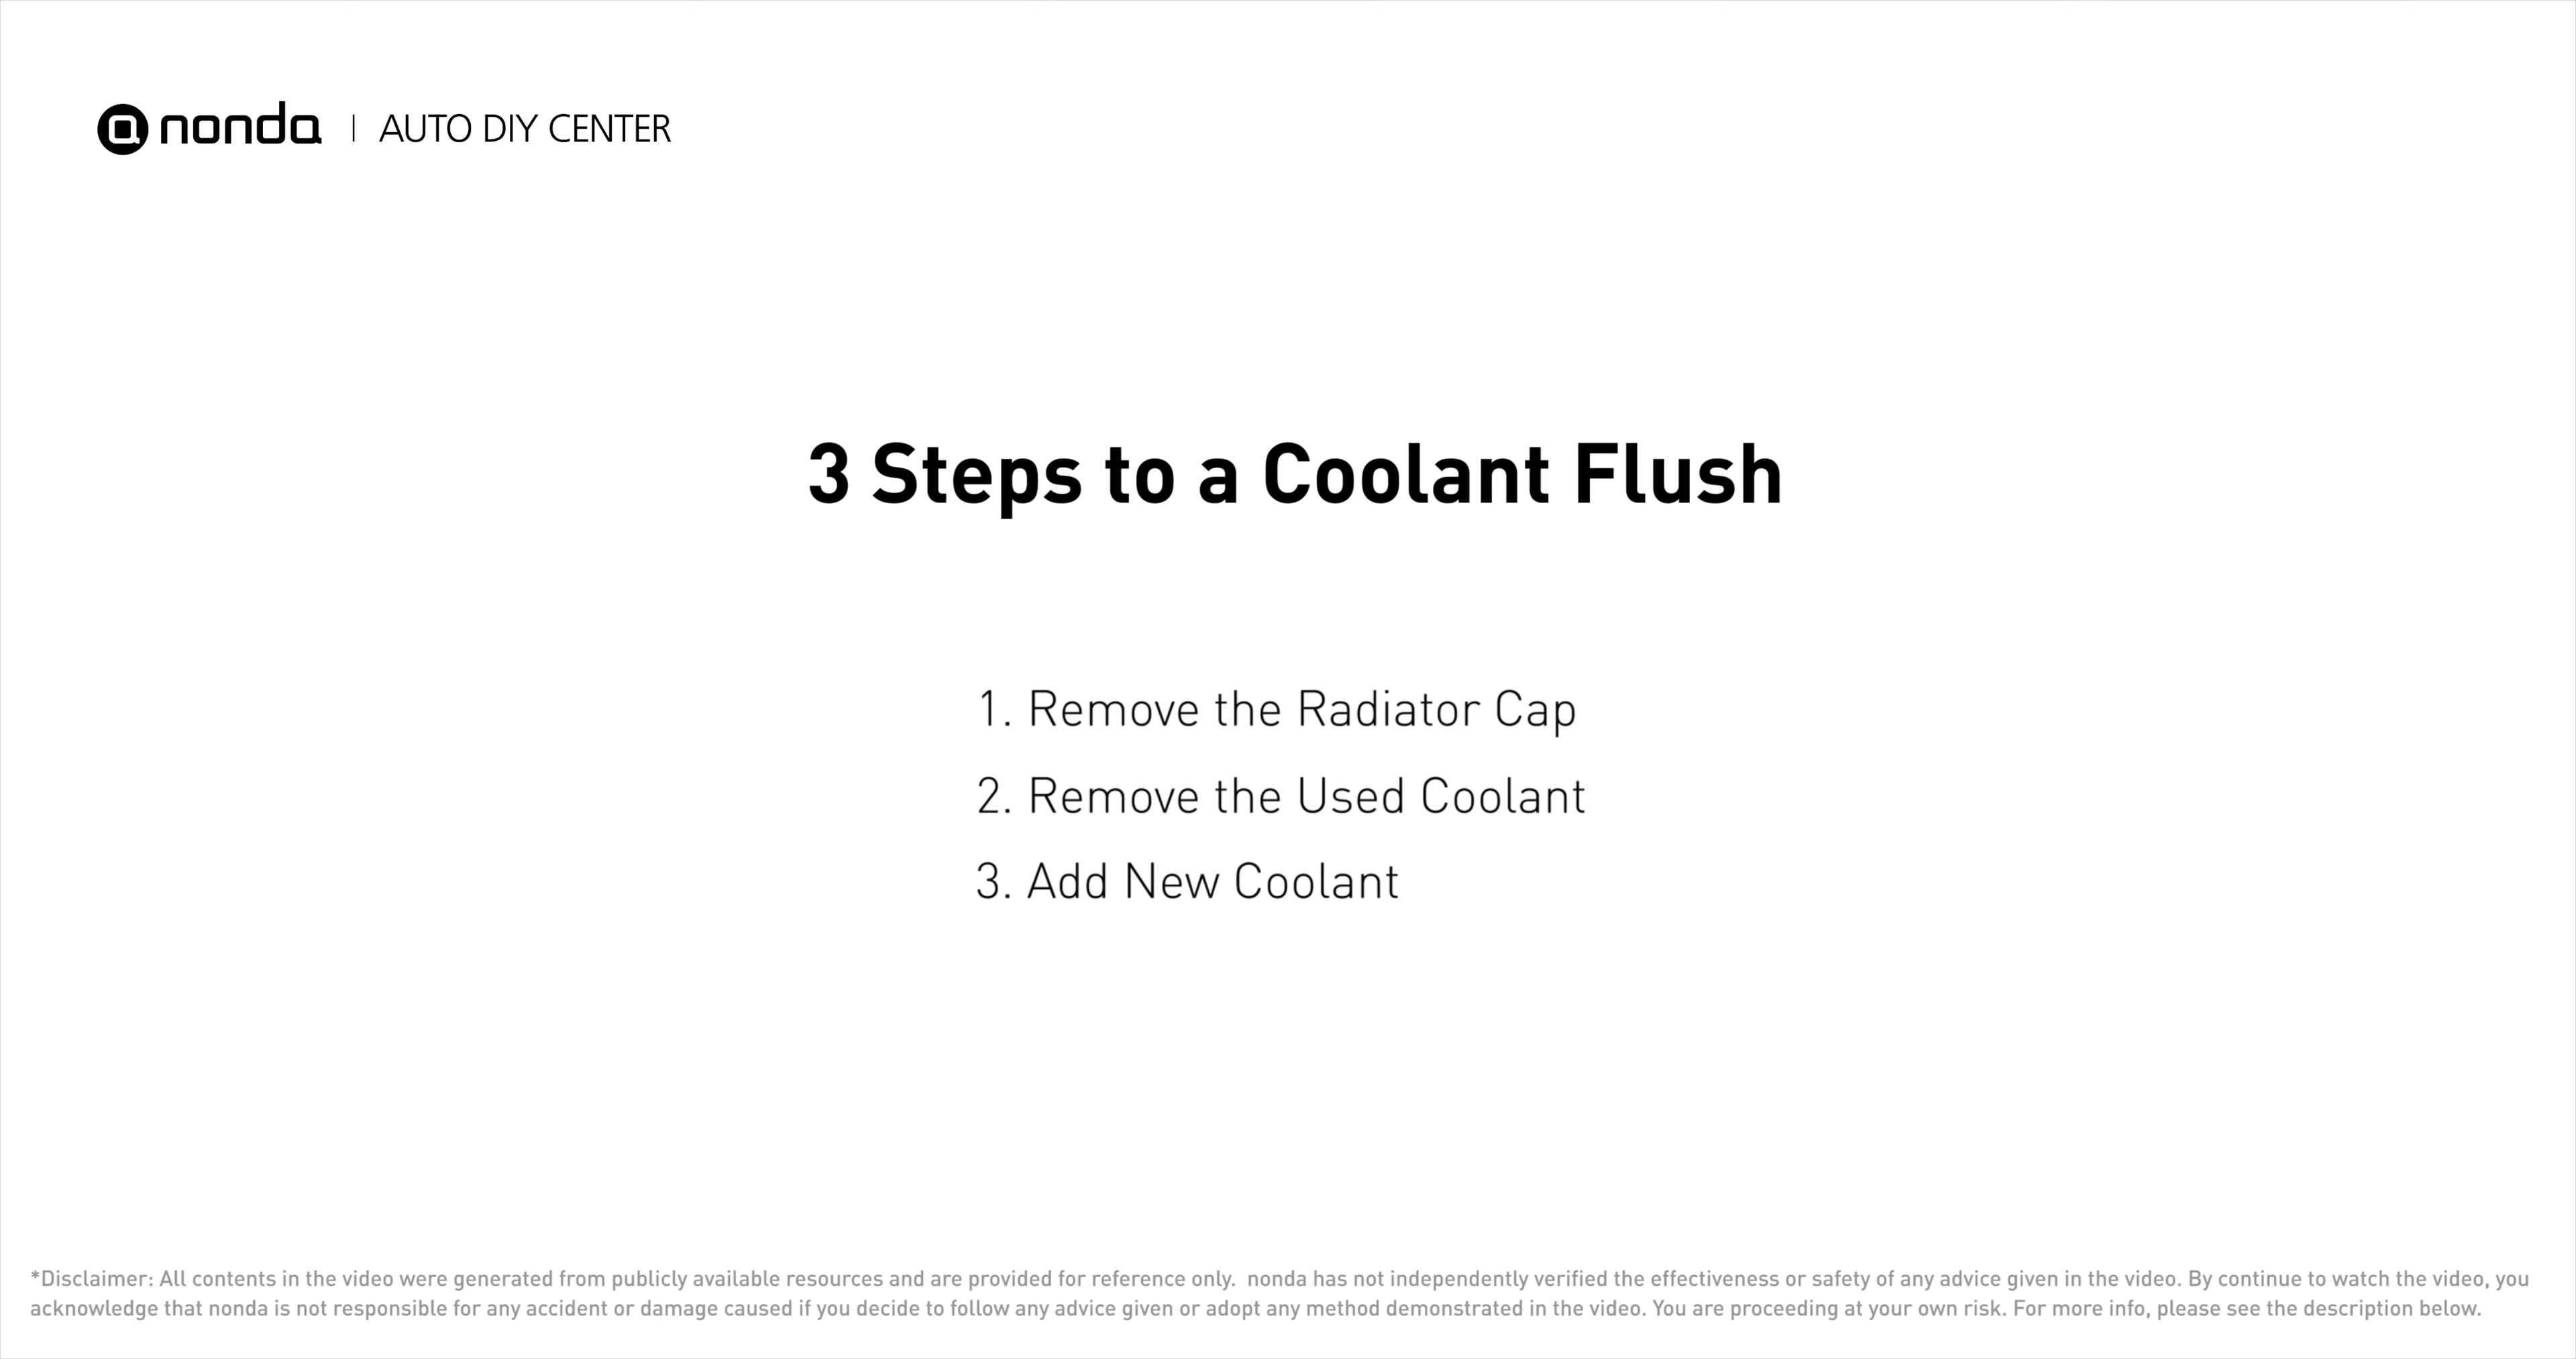 nonda | AUTO DIY CENTER
3 Steps to a Coolant Flush
1. Remove the Radiator Cap
2. Remove the Used Coolant
3. Add New Coolant
*Disclaimer: All contents in the video were generated from publicly available resources and are provided for reference only.  nonda has not independently verified the effectiveness or safety of any advice given in the video. By continue to watch the video, you
acknowledge that nonda is not responsible for any accident or damage caused if you decide to follow any advice given or adopt any method demonstrated in the video. You are proceeding at your own risk. For more info, please see the description below.